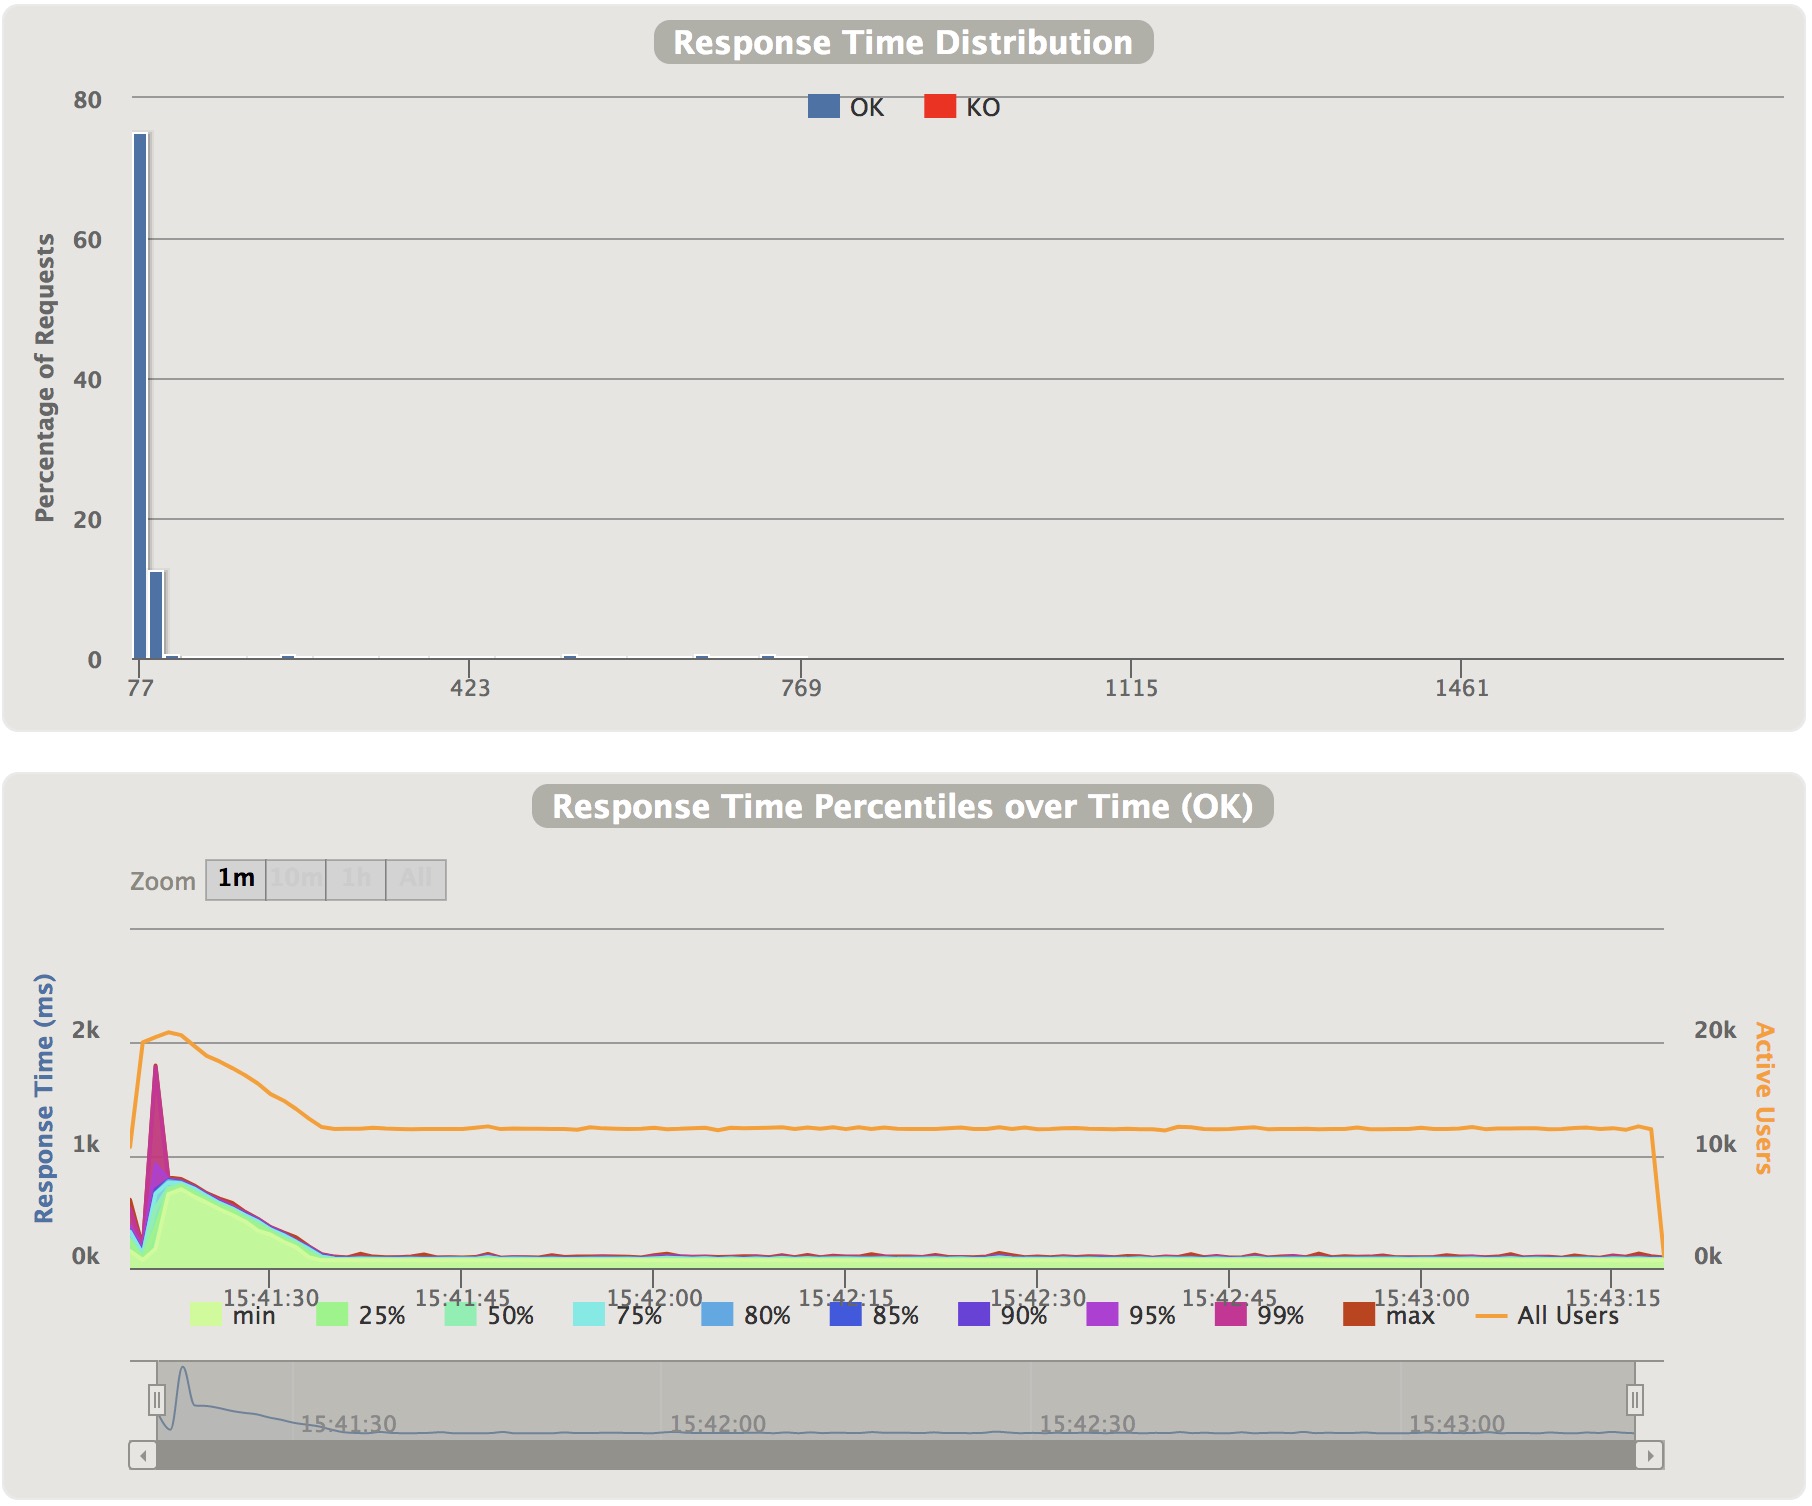 Response Time Distribution
OK KO
Percentage of Requests
80
60
40
20
0
77 423 769 1115 1461
Response Time Percentiles over Time (OK)
Zoom 1m 10m 1h All
Response Time (ms)
2k
1k
0k
20k
10k
0k
Active Users
15:41:30 15:41:45 15:42:00 15:42:15 15:42:30 15:42:45 15:43:00 15:43:15
min 25% 50% 75% 80% 85% 90% 95% 99% max All Users
15:41:30 15:42:00 15:42:30 15:43:00